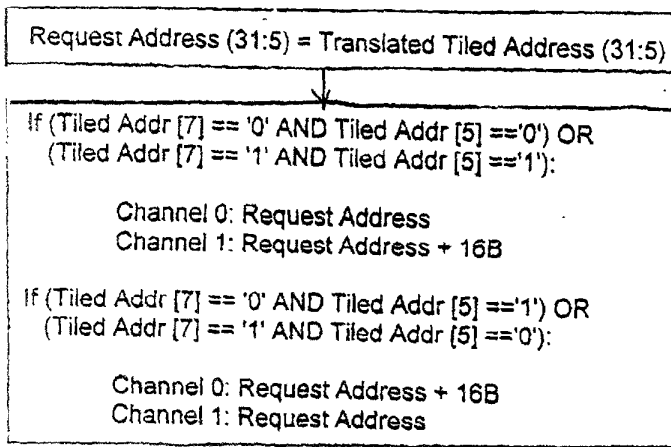 Request Address (31:5) = Translated Tiled Address (31:5)
If (Tiled Addr [7] == '0' AND Tiled Addr [5] =='0') OR
(Tiled Addr [7] == '1' AND Tiled Addr [5] =='1'):
Channel 0: Request Address
Channel 1: Request Address + 16B
If (Tiled Addr [7] == '0' AND Tiled Addr [5] =='1') OR
(Tiled Addr [7] == '1' AND Tiled Addr [5] =='0'):
Channel 0: Request Address + 16B
Channel 1: Request Address